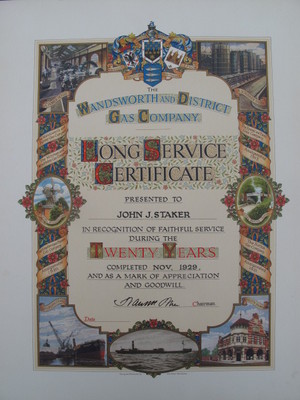 THE
WANDSWORTH AND DISTRICT
GAS COMPANY
LONG SERVICE
CERTIFICATE
PRESENTED TO
JOHN J. STAKER
IN RECOGNITION OF FAITHFUL SERVICE
DURING THE
TWENTY YEARS
COMPLETED NOV. 1929,
AND AS A MARK OF APPRECIATION
AND GOODWILL
Chairman.
Date